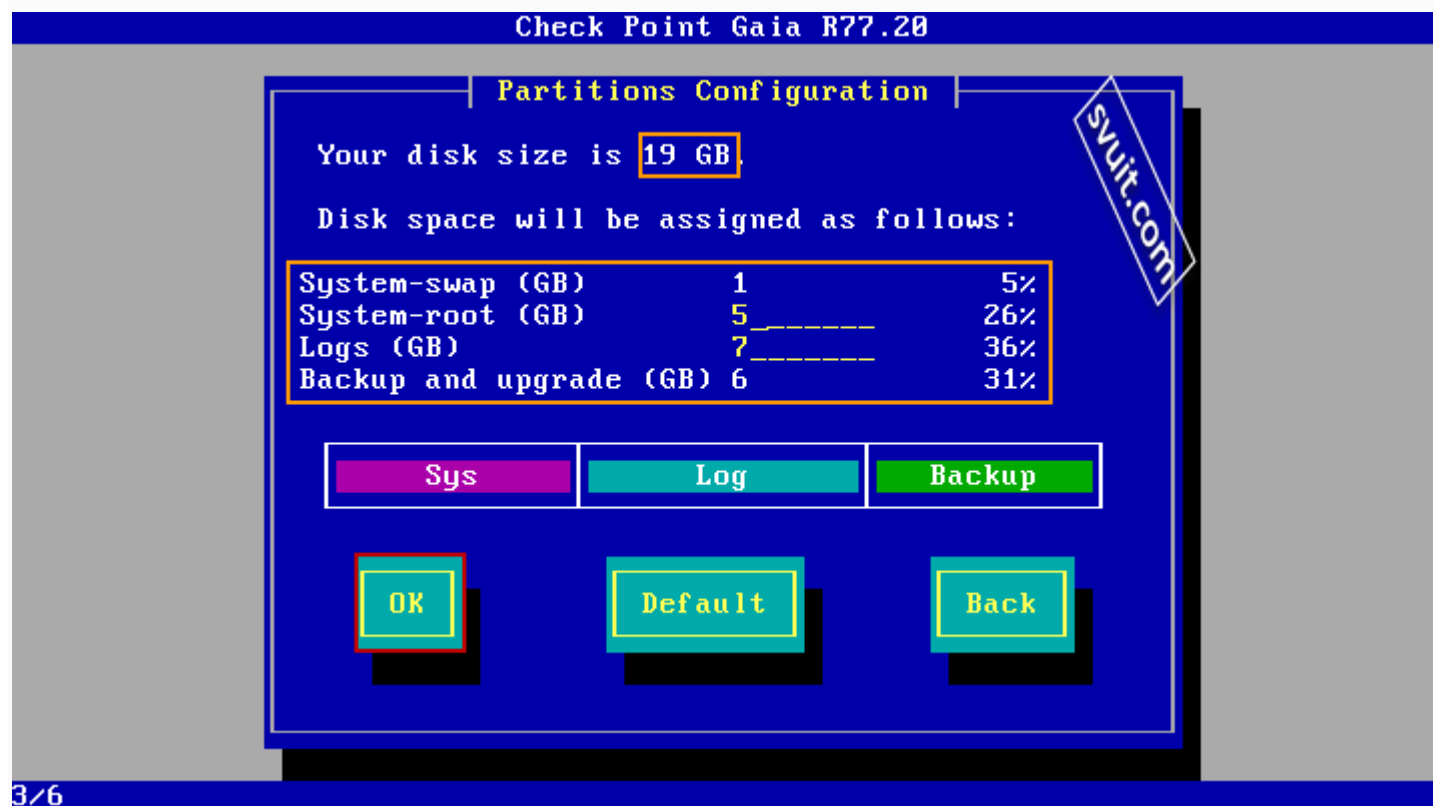 Check Point Gaia R77.20
Partitions Configuration
Your disk size is 19 GB.
Disk space will be assigned as follows:
System-swap (GB) 1 5%
System-root (GB) 5_______ 26%
Logs (GB) 7_______ 36%
Backup and upgrade (GB) 6 31%
Sys Log Backup
OK Default Back
3/6
svuit.com